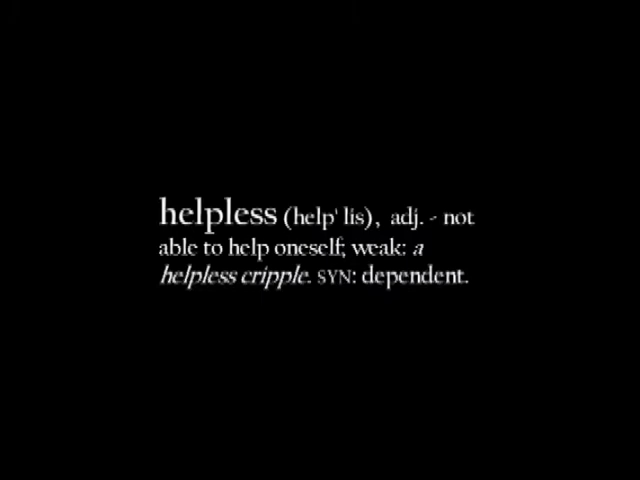 helpless (help' lis), adj. - not
able to help oneself; weak: a
helpless cripple. SYN: dependent.